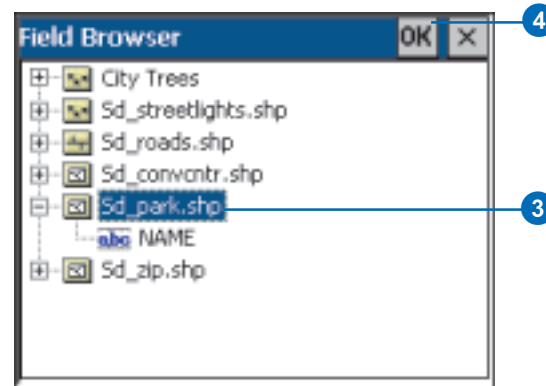 Field Browser OK × 4
City Trees
Sd_streetlights.shp
Sd_roads.shp
Sd_convcntr.shp
Sd_park.shp 3
abc NAME
Sd_zip.shp